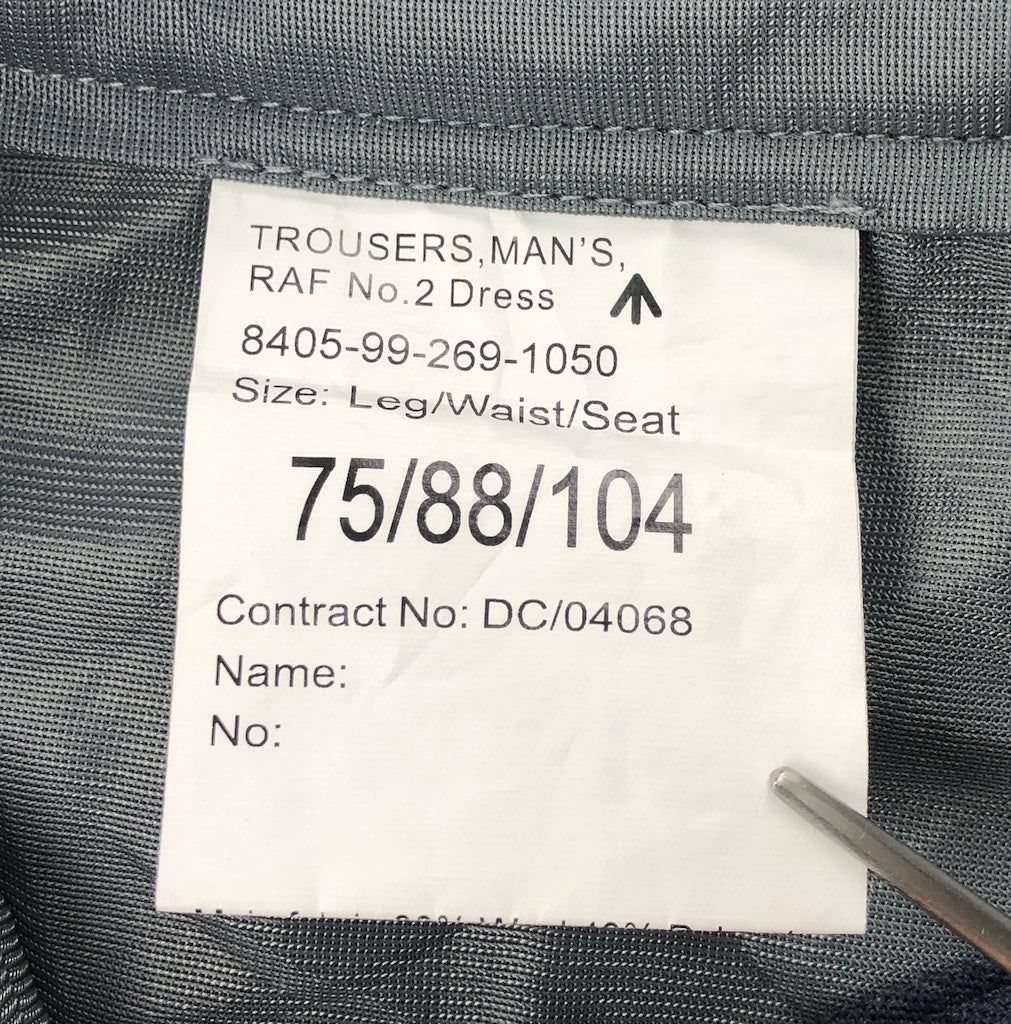 TROUSERS,MAN'S,
RAF No.2 Dress
8405-99-269-1050
Size: Leg/Waist/Seat
75/88/104
Contract No: DC/04068
Name:
No: